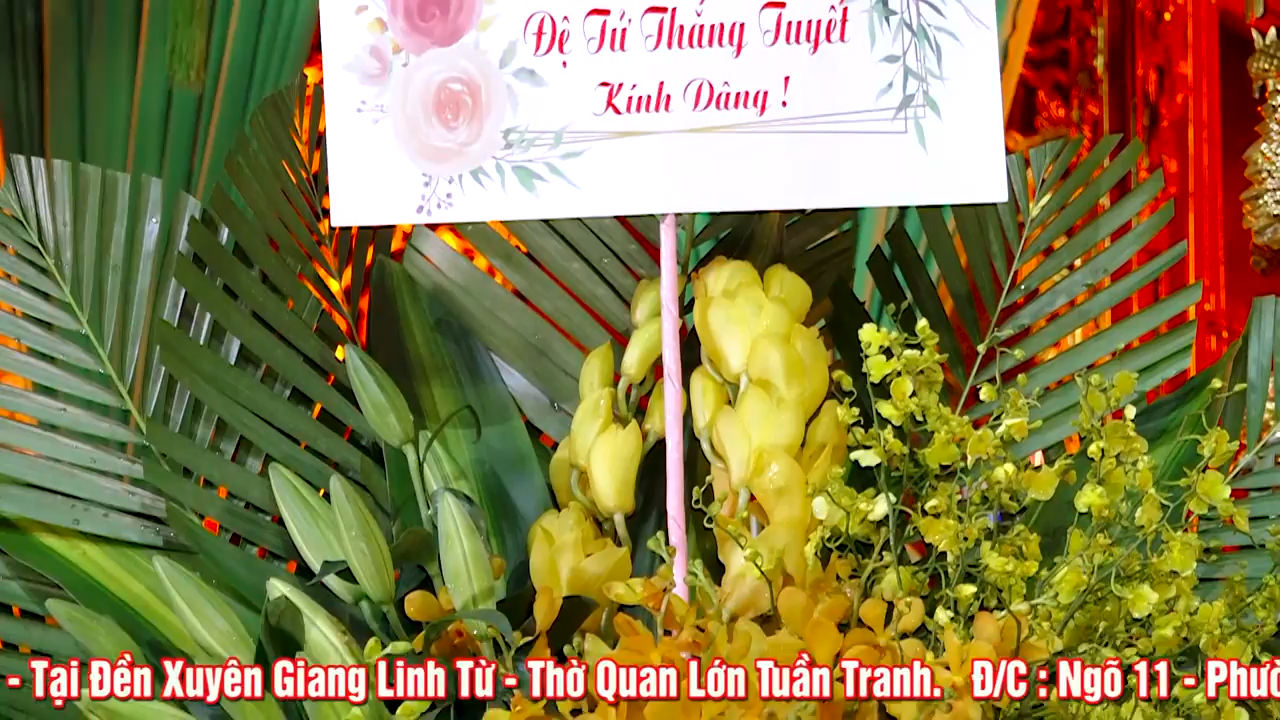 Đệ Tử Thắng Tuyết
Kính Dâng !
- Tại Đền Xuyên Giang Linh Từ - Thờ Quan Lớn Tuần Tranh. Đ/C : Ngõ 11 -